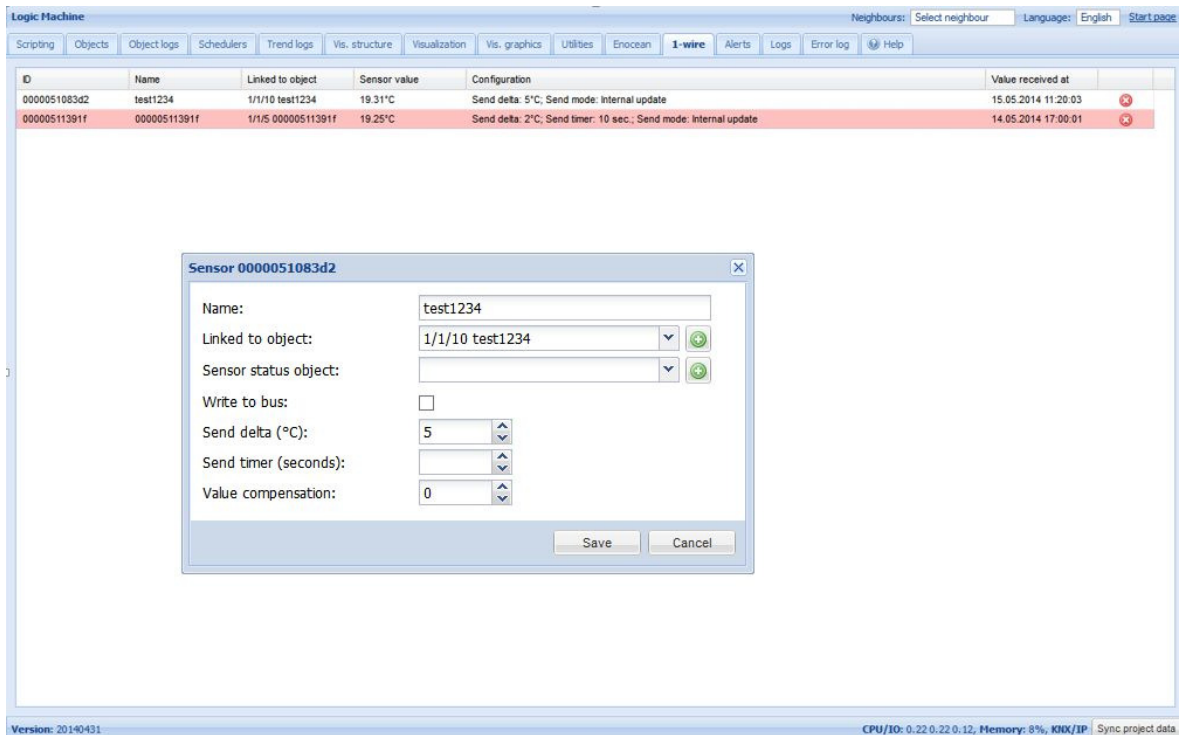 Logic Machine Neighbours: Select neighbour Language: English Start page
Scripting Objects Object logs Schedulers Trend logs Vis. structure Visualization Vis. graphics Utilities Enocean 1-wire Alerts Logs Error log Help
ID Name Linked to object Sensor value Configuration Value received at
0000051083d2 test1234 1/1/10 test1234 19.31°C Send delta: 5°C; Send mode: Internal update 15.05.2014 11:20:03
00000511391f 00000511391f 1/1/5 00000511391f 19.25°C Send delta: 2°C; Send timer: 10 sec.; Send mode: Internal update 14.05.2014 17:00:01
Sensor 0000051083d2
Name: test1234
Linked to object: 1/1/10 test1234
Sensor status object:
Write to bus:
Send delta (°C): 5
Send timer (seconds):
Value compensation: 0
Save Cancel
Version: 20140431 CPU/IO: 0.22 0.22 0.12, Memory: 8%, KNX/IP Sync project data